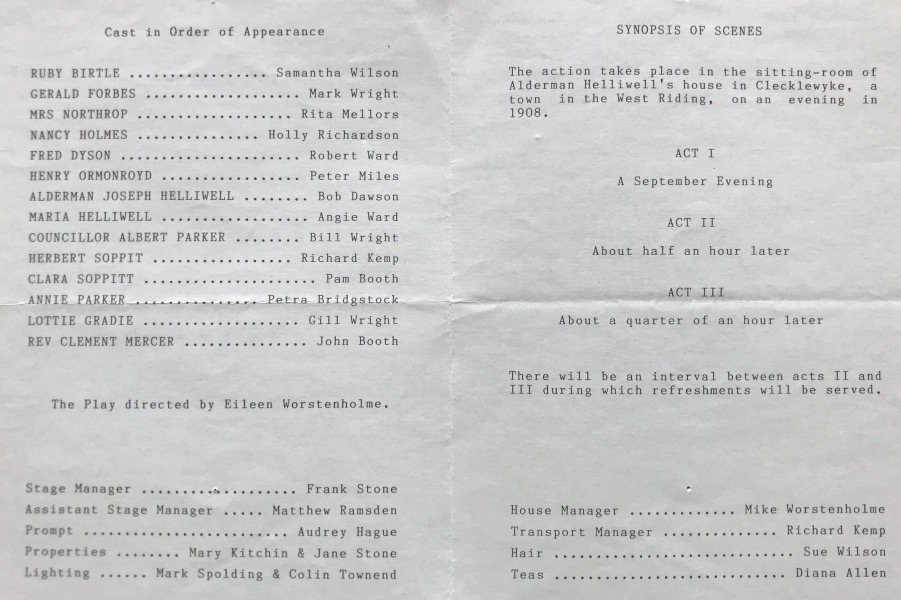 Cast in Order of Appearance
RUBY BIRTLE ................. Samantha Wilson
GERALD FORBES ................... Mark Wright
MRS NORTHROP .................... Rita Mellors
NANCY HOLMES ............... Holly Richardson
FRED DYSON ...................... Robert Ward
HENRY ORMONROYD ................. Peter Miles
ALDERMAN JOSEPH HELLIWELL ........ Bob Dawson
MARIA HELLIWELL .................. Angie Ward
COUNCILLOR ALBERT PARKER ........ Bill Wright
HERBERT SOPPIT ................. Richard Kemp
CLARA SOPPITT ..................... Pam Booth
ANNIE PARKER ............... Petra Bridgstock
LOTTIE GRADIE ................... Gill Wright
REV CLEMENT MERCER ............... John Booth
The Play directed by Eileen Worstenholme.
Stage Manager ................... Frank Stone
Assistant Stage Manager ..... Matthew Ramsden
Prompt ......................... Audrey Hague
Properties ........ Mary Kitchin & Jane Stone
Lighting ...... Mark Spolding & Colin Townend
SYNOPSIS OF SCENES
The action takes place in the sitting-room of
Alderman Helliwell's house in Clecklewyke, a
town in the West Riding, on an evening in
1908.
ACT I
A September Evening
ACT II
About half an hour later
ACT III
About a quarter of an hour later
There will be an interval between acts II and
III during which refreshments will be served.
House Manager ............. Mike Worstenholme
Transport Manager .............. Richard Kemp
Hair ............................. Sue Wilson
Teas ............................ Diana Allen